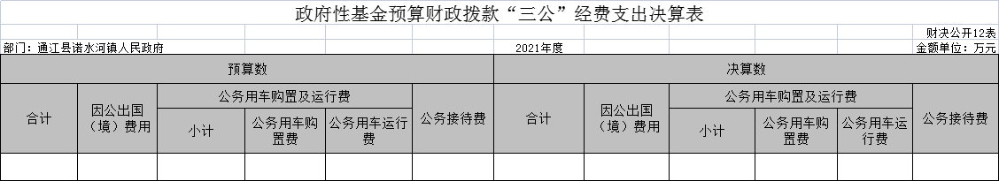 政府性基金预算财政拨款“三公”经费支出决算表
财决公开12表
部门：通江县诺水河镇人民政府 2021年度 金额单位：万元
预算数 决算数
合计 因公出国（境）费用 公务用车购置及运行费 公务接待费 合计 因公出国（境）费用 公务用车购置及运行费 公务接待费
小计 公务用车购置费 公务用车运行费 小计 公务用车购置费 公务用车运行费